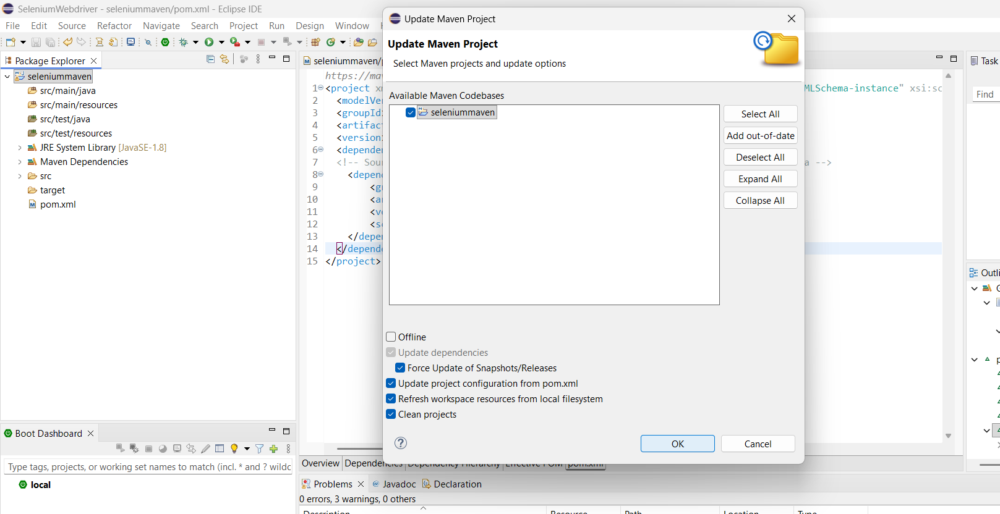 SeleniumWebdriver - seleniummaven/pom.xml - Eclipse IDE
File Edit Source Refactor Navigate Search Project Run Design Window
Package Explorer
seleniummaven
src/main/java
src/main/resources
src/test/java
src/test/resources
JRE System Library [JavaSE-1.8]
Maven Dependencies
src
target
pom.xml
Boot Dashboard
Type tags, projects, or working set names to match (incl. * and ? wildc
local
seleniummaven/
https://ma
1 <project MLSchema-instance" xsi:sc
2 <modelVe
3 <groupId
4 <artifac
5 <version
6 <depende
7 <!-- Sou a -->
8 <depen
9 <g
10 <a
11 <v
12 <s
13 </depe
14 </depend
15 </project>
Update Maven Project
Update Maven Project
Select Maven projects and update options
Available Maven Codebases
seleniummaven
Select All
Add out-of-date
Deselect All
Expand All
Collapse All
Offline
Update dependencies
Force Update of Snapshots/Releases
Update project configuration from pom.xml
Refresh workspace resources from local filesystem
Clean projects
OK Cancel
Overview Dependencies Dependency Hierarchy Effective POM pom.xml
Problems Javadoc Declaration
0 errors, 3 warnings, 0 others
Description Resource Path Location Type
Task
Find
Outli